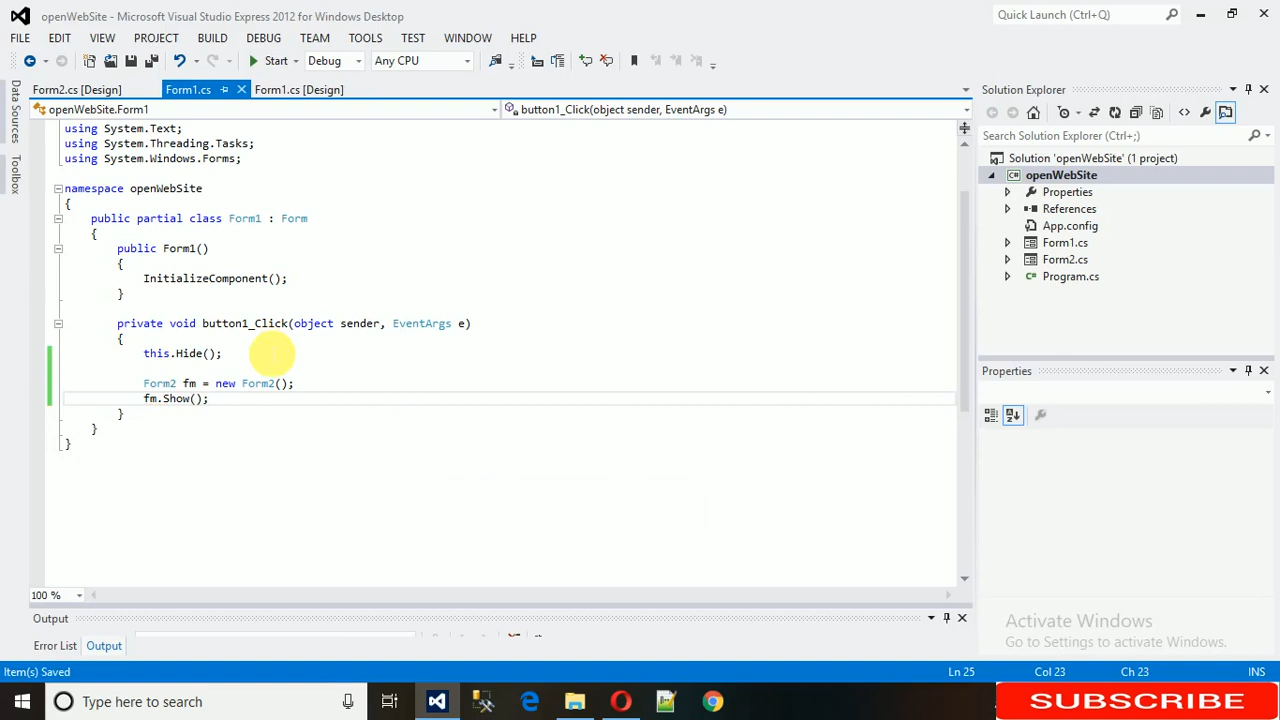 openWebSite - Microsoft Visual Studio Express 2012 for Windows Desktop
Quick Launch (Ctrl+Q)
FILE EDIT VIEW PROJECT BUILD DEBUG TEAM TOOLS TEST WINDOW HELP
Start Debug Any CPU
Data Sources
Toolbox
Form2.cs [Design] Form1.cs Form1.cs [Design]
openWebSite.Form1 button1_Click(object sender, EventArgs e)
using System.Text;
using System.Threading.Tasks;
using System.Windows.Forms;
namespace openWebSite
{
public partial class Form1 : Form
{
public Form1()
{
InitializeComponent();
}
private void button1_Click(object sender, EventArgs e)
{
this.Hide();
Form2 fm = new Form2();
fm.Show();
}
}
}
100 %
Output
Error List Output
Item(s) Saved Ln 25 Col 23 Ch 23 INS
Solution Explorer
Search Solution Explorer (Ctrl+;)
Solution 'openWebSite' (1 project)
C# openWebSite
Properties
References
App.config
Form1.cs
Form2.cs
C# Program.cs
Properties
Activate Windows
Go to Settings to activate Windows.
Type here to search
SUBSCRIBE